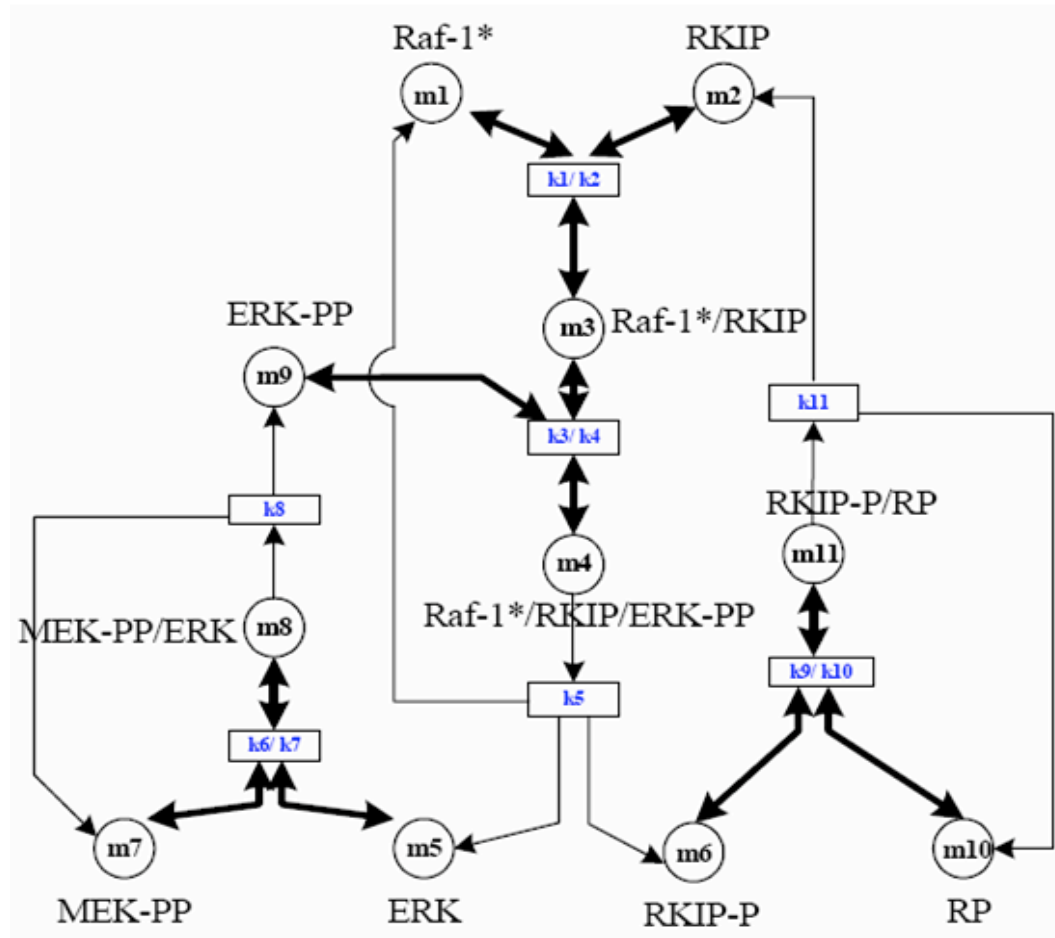 Raf-1*
RKIP
m1
m2
k1/ k2
ERK-PP
m3
Raf-1*/RKIP
m9
k11
k3/ k4
k8
RKIP-P/RP
m11
m4
Raf-1*/RKIP/ERK-PP
MEK-PP/ERK
m8
k9/ k10
k5
k6/ k7
m7
m5
m6
m10
MEK-PP
ERK
RKIP-P
RP